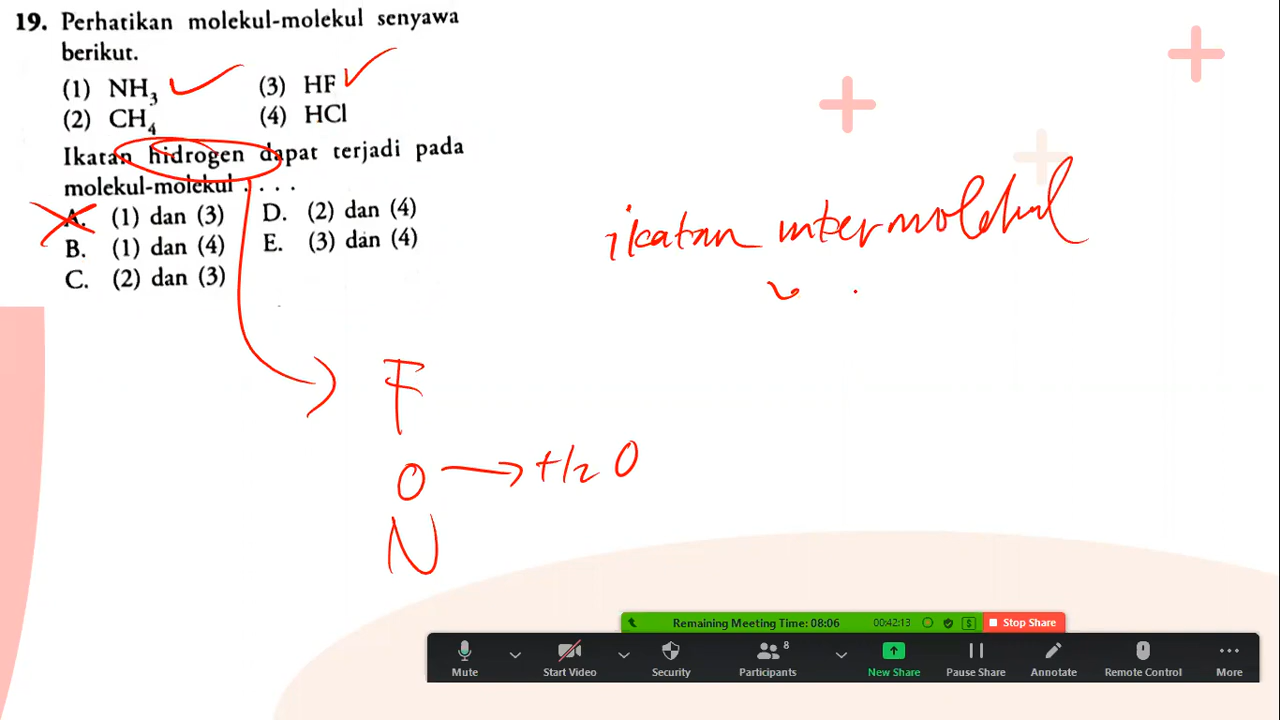 19. Perhatikan molekul-molekul senyawa
berikut.
(1) NH₃ (3) HF
(2) CH₄ (4) HCl
Ikatan hidrogen dapat terjadi pada
molekul-molekul . . . .
A. (1) dan (3) D. (2) dan (4)
B. (1) dan (4) E. (3) dan (4)
C. (2) dan (3)
ikatan intermolekul
F
O → H₂O
N
Remaining Meeting Time: 08:06 00:42:13 Stop Share
8
Mute Start Video Security Participants New Share Pause Share Annotate Remote Control More